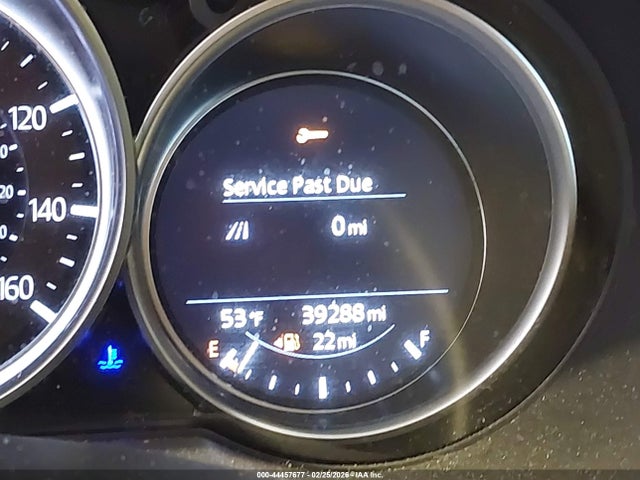 120
140
160
Service Past Due
0 mi
53°F
39288 mi
E
22 mi
F
000-44457677 - 02/25/2026 - IAA Inc.